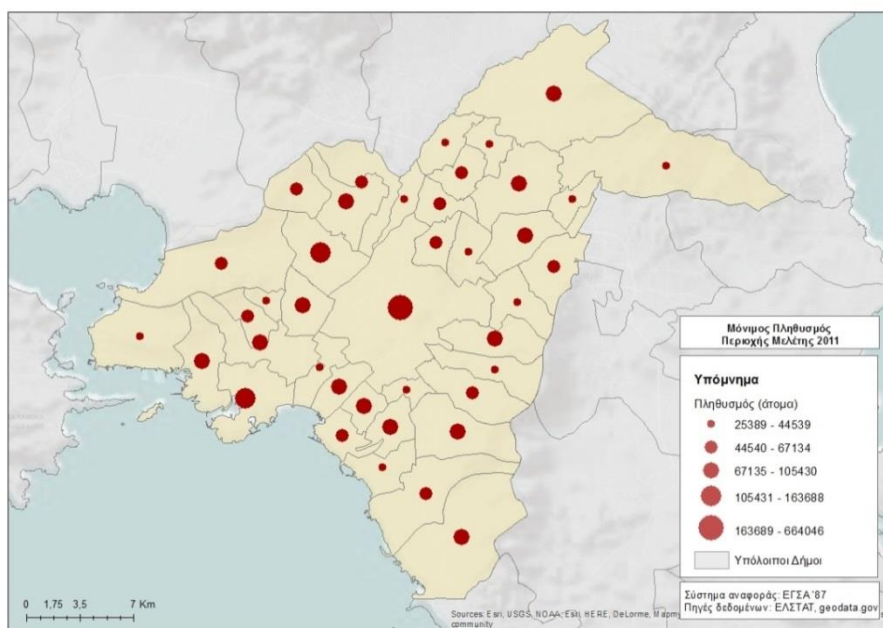 Μόνιμος Πληθυσμός
Περιοχής Μελέτης 2011
Υπόμνημα
Πληθυσμός (άτομα)
25389 - 44539
44540 - 67134
67135 - 105430
105431 - 163688
163689 - 664046
Υπόλοιποι Δήμοι
0 1,75 3,5 7 Km
Σύστημα αναφοράς: ΕΓΣΑ '87
Πηγές δεδομένων: ΕΛΣΤΑΤ, geodata.gov
Sources: Esri, USGS, NOAA; Esri, HERE, DeLorme,
community